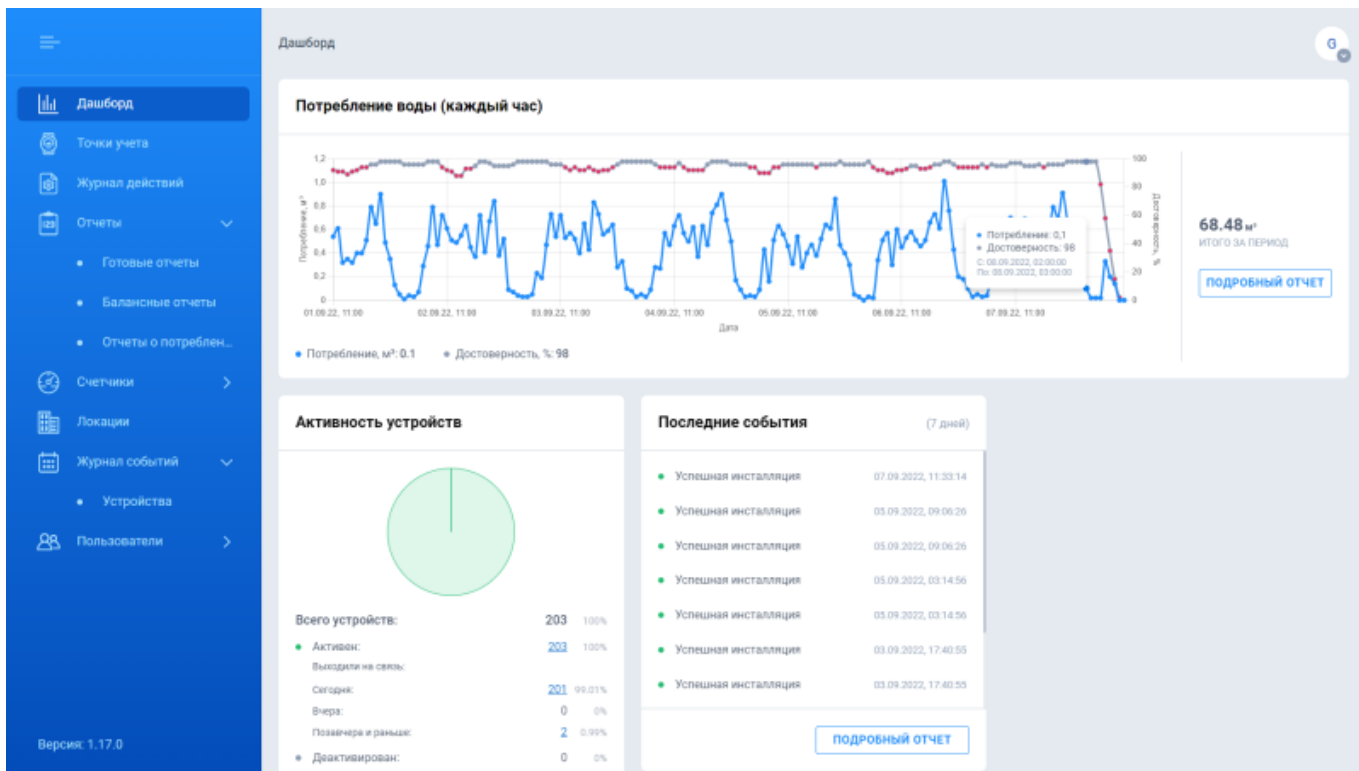 Дашборд
Точки учета
Журнал действий
Отчеты
Готовые отчеты
Балансные отчеты
Отчеты о потреблен...
Счетчики
Локации
Журнал событий
Устройства
Пользователи
Версия: 1.17.0
Дашборд
G
Потребление воды (каждый час)
Потребление, м³
1,2
1,0
0,8
0,6
0,4
0,2
0
100
80
60
40
20
0
Достоверность, %
01.09.22, 11:00 02.09.22, 11:00 03.09.22, 11:00 04.09.22, 11:00 05.09.22, 11:00 06.09.22, 11:00 07.09.22, 11:00
Дата
Потребление: 0,1
Достоверность: 98
С: 08.09.2022, 02:00:00
По: 08.09.2022, 03:00:00
Потребление, м³: 0.1 Достоверность, %: 98
68.48 м³
ИТОГО ЗА ПЕРИОД
ПОДРОБНЫЙ ОТЧЕТ
Активность устройств
Всего устройств: 203 100%
Активен: 203 100%
Выходили на связь:
Сегодня: 201 99.01%
Вчера: 0 0%
Позавчера и раньше: 2 0.99%
Деактивирован: 0 0%
Последние события (7 дней)
Успешная инсталляция 07.09.2022, 11:33:14
Успешная инсталляция 05.09.2022, 09:06:26
Успешная инсталляция 05.09.2022, 09:06:26
Успешная инсталляция 05.09.2022, 03:14:56
Успешная инсталляция 05.09.2022, 03:14:56
Успешная инсталляция 03.09.2022, 17:40:55
Успешная инсталляция 03.09.2022, 17:40:55
ПОДРОБНЫЙ ОТЧЕТ